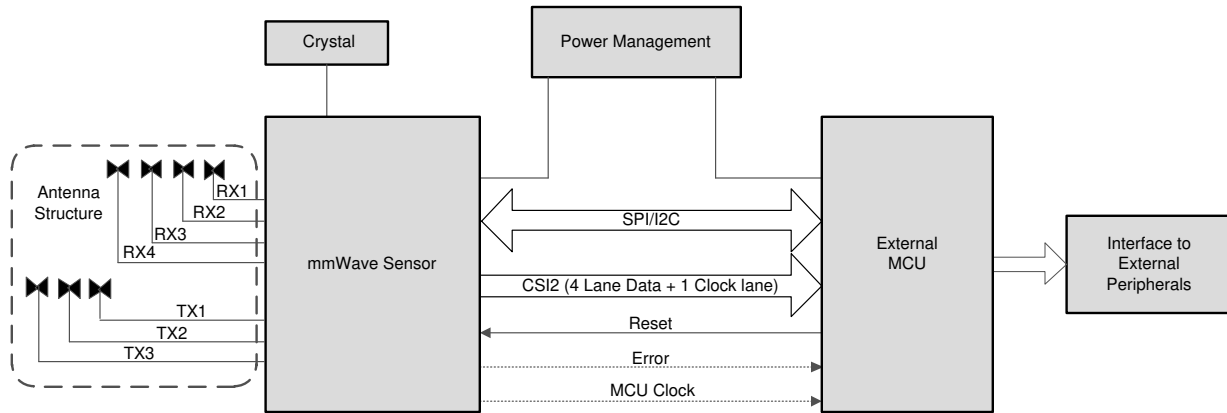 Crystal
Power Management
Antenna
Structure
RX1
RX2
RX3
RX4
TX1
TX2
TX3
mmWave Sensor
SPI/I2C
CSI2 (4 Lane Data + 1 Clock lane)
Reset
Error
MCU Clock
External
MCU
Interface to
External
Peripherals